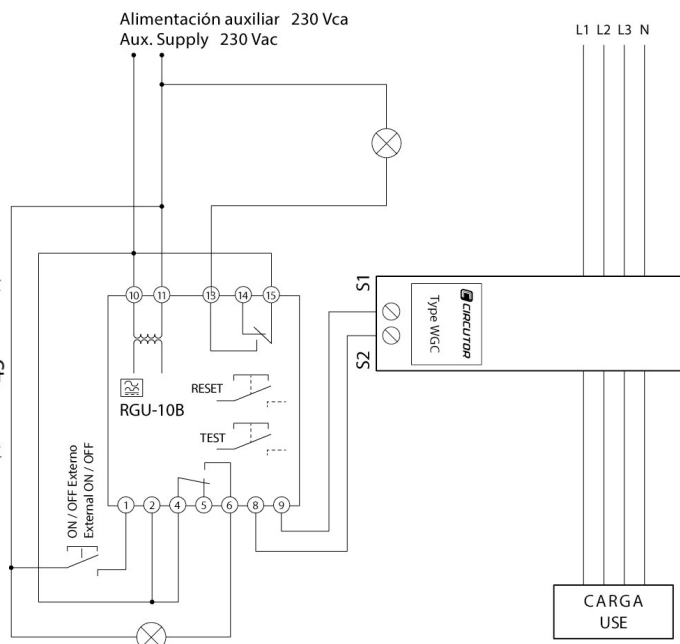 Alimentación auxiliar 230 Vca
Aux. Supply 230 Vac
L1 L2 L3 N
10 11 13 14 15
S1
S2
CIRCUTOR
Type WGC
RESET
RGU-10B
TEST
ON / OFF Externo
External ON / OFF
1 2 4 5 6 8 9
CARGA
USE